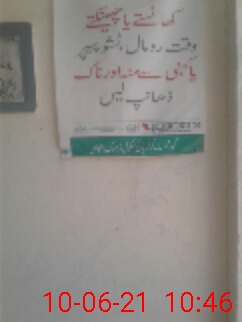 کھانستے یا چھینکتے
وقت رومال، ٹشو پیپر
یا کہنی سے منہ اور ناک
ڈھانپ لیں
10-06-21 10:46